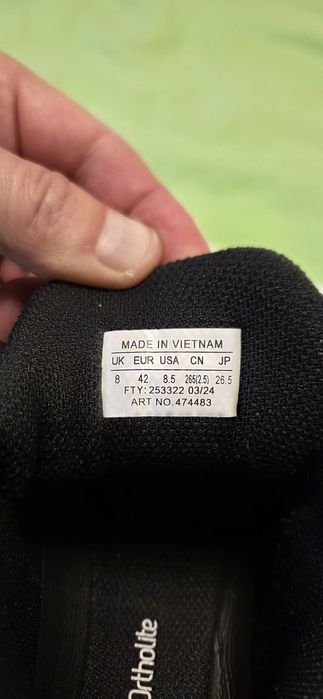 MADE IN VIETNAM
UK EUR USA CN JP
8 42 8.5 265(2.5) 26.5
FTY: 253322 03/24
ART NO. 474483
Ortholite